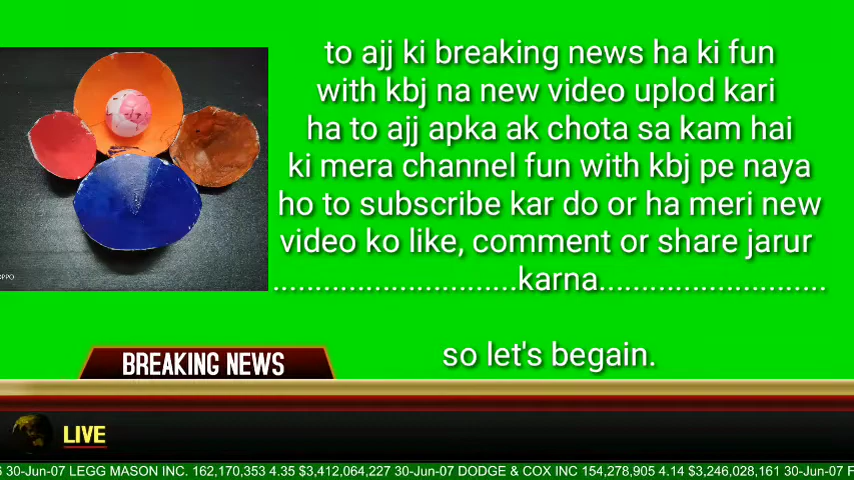 to ajj ki breaking news ha ki fun
with kbj na new video uplod kari
ha to ajj apka ak chota sa kam hai
ki mera channel fun with kbj pe naya
ho to subscribe kar do or ha meri new
video ko like, comment or share jarur
.............................karna...........................
so let's begain.
BREAKING NEWS
LIVE
6 30-Jun-07 LEGG MASON INC. 162,170,353 4.35 $3,412,064,227 30-Jun-07 DODGE & COX INC 154,278,905 4.14 $3,246,028,161 30-Jun-07 F